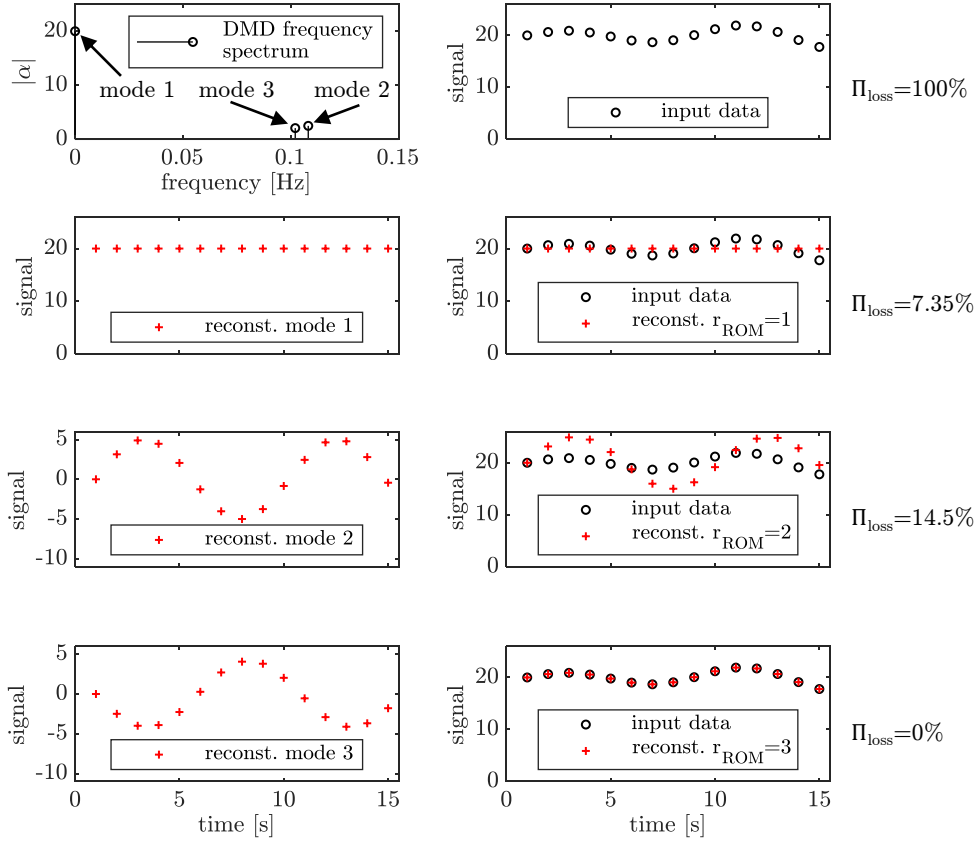 20
10
0
|α|
DMD frequency
spectrum
mode 1
mode 3
mode 2
0
0.05
0.1
0.15
frequency [Hz]
20
10
0
signal
input data
Π_loss=100%
20
10
0
signal
reconst. mode 1
20
10
0
signal
input data
reconst. r_ROM=1
Π_loss=7.35%
5
0
-5
-10
signal
reconst. mode 2
20
10
0
signal
input data
reconst. r_ROM=2
Π_loss=14.5%
5
0
-5
-10
signal
reconst. mode 3
0
5
10
15
time [s]
20
10
0
signal
input data
reconst. r_ROM=3
0
5
10
15
time [s]
Π_loss=0%